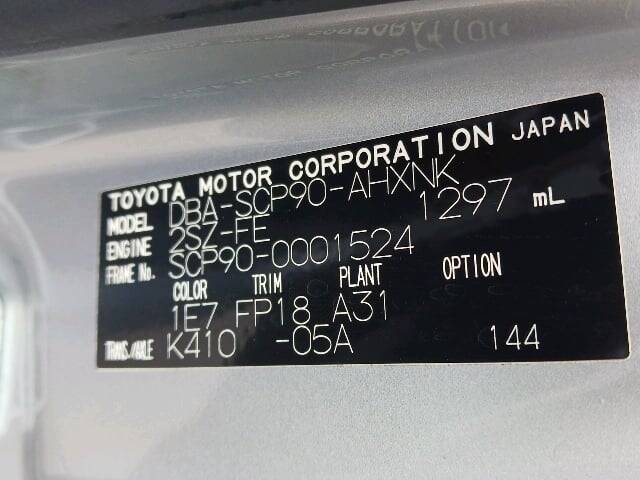 TOYOTA MOTOR CORPORATION JAPAN
MODEL DBA-SCP90-AHXNK
ENGINE 2SZ-FE 1297 mL
FRAME No. SCP90-0001524
COLOR TRIM PLANT OPTION
1E7 FP18 A31
TRANS./AXLE K410 -05A 144